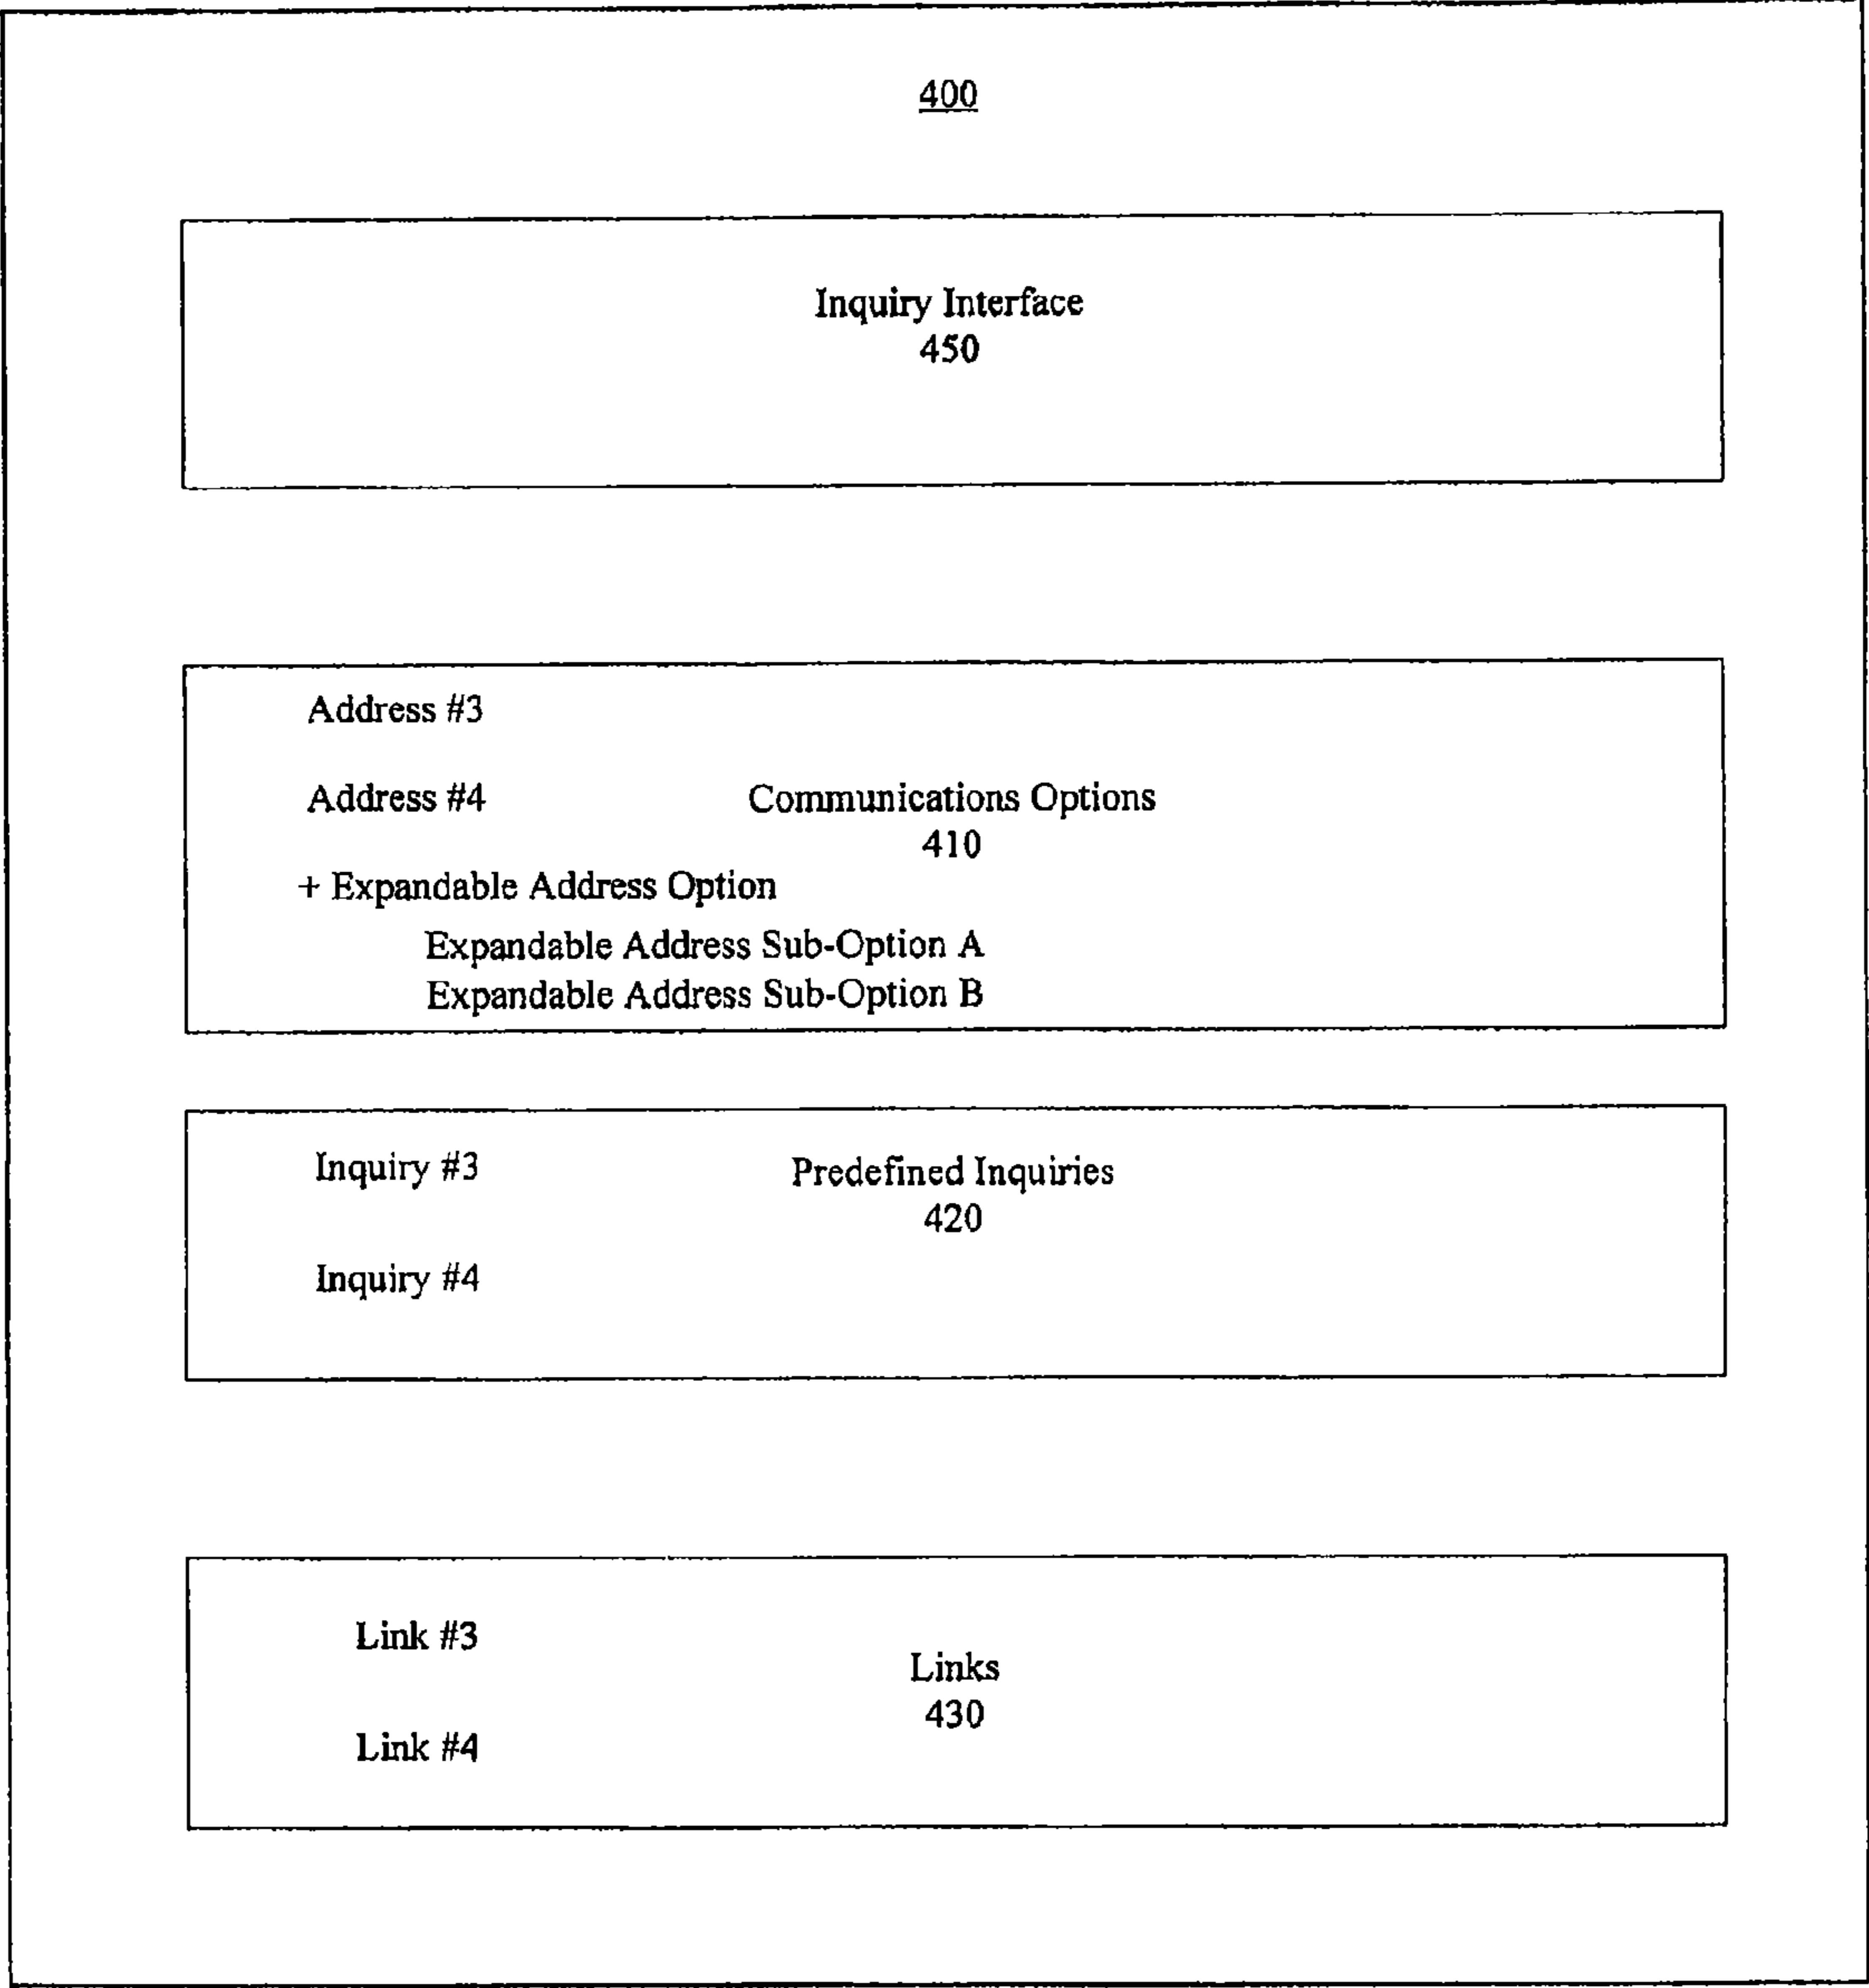 400
Inquiry Interface
450
Address #3
Address #4
Communications Options
410
+ Expandable Address Option
Expandable Address Sub-Option A
Expandable Address Sub-Option B
Inquiry #3
Predefined Inquiries
420
Inquiry #4
Link #3
Links
430
Link #4